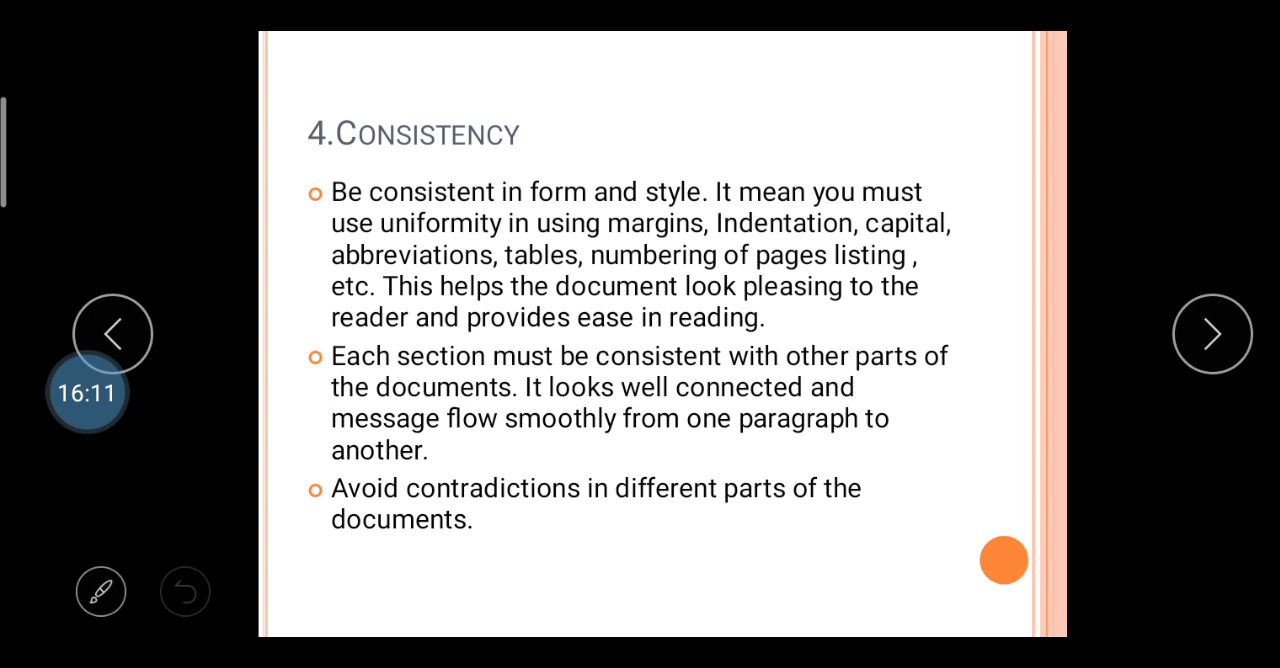 4.CONSISTENCY
Be consistent in form and style. It mean you must
use uniformity in using margins, Indentation, capital,
abbreviations, tables, numbering of pages listing ,
etc. This helps the document look pleasing to the
reader and provides ease in reading.
Each section must be consistent with other parts of
the documents. It looks well connected and
message flow smoothly from one paragraph to
another.
Avoid contradictions in different parts of the
documents.
16:11